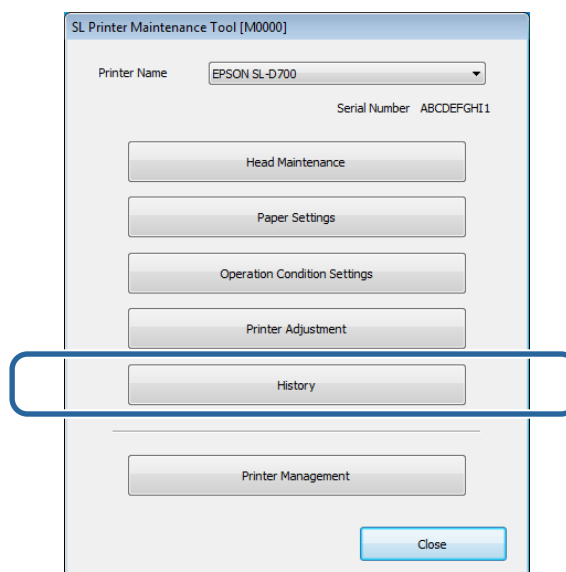 SL Printer Maintenance Tool [M0000]
Printer Name EPSON SL-D700
Serial Number ABCDEFGHI1
Head Maintenance
Paper Settings
Operation Condition Settings
Printer Adjustment
History
Printer Management
Close